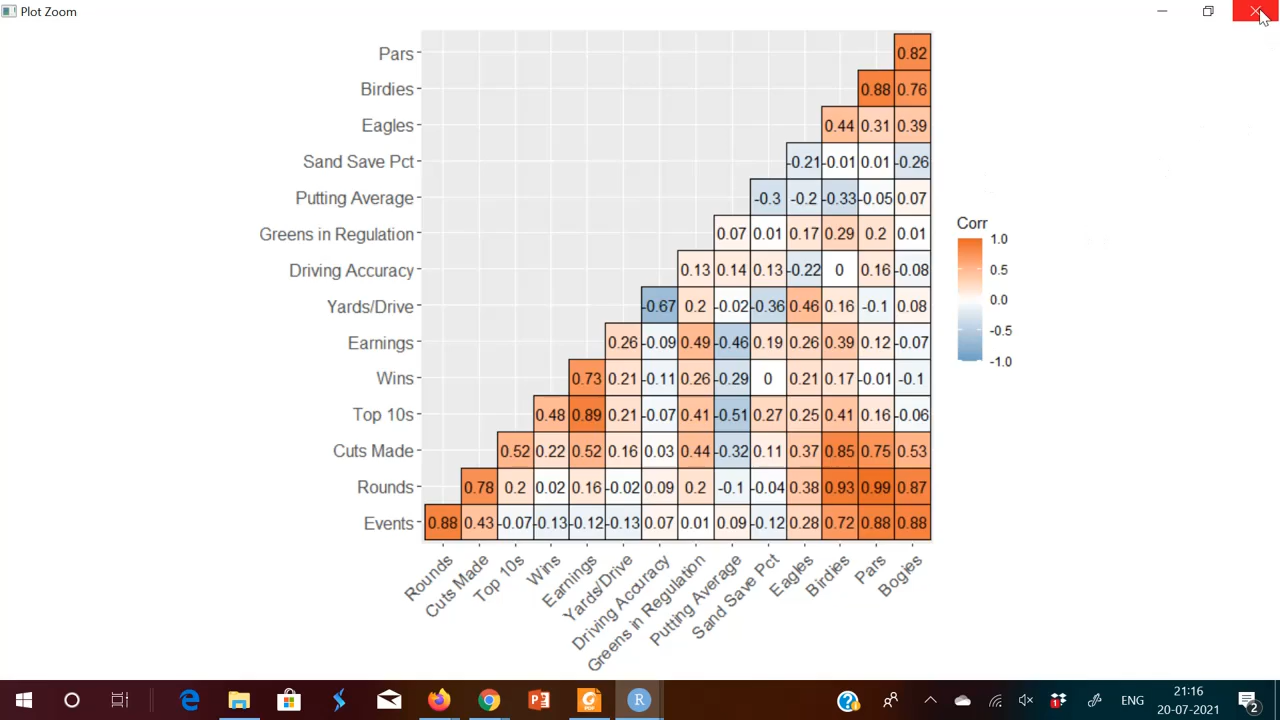 Plot Zoom
Pars 0.82
Birdies 0.88 0.76
Eagles 0.44 0.31 0.39
Sand Save Pct -0.21 -0.01 0.01 -0.26
Putting Average -0.3 -0.2 -0.33 -0.05 0.07
Greens in Regulation 0.07 0.01 0.17 0.29 0.2 0.01
Driving Accuracy 0.13 0.14 0.13 -0.22 0 0.16 -0.08
Yards/Drive -0.67 0.2 -0.02 -0.36 0.46 0.16 -0.1 0.08
Earnings 0.26 -0.09 0.49 -0.46 0.19 0.26 0.39 0.12 -0.07
Wins 0.73 0.21 -0.11 0.26 -0.29 0 0.21 0.17 -0.01 -0.1
Top 10s 0.48 0.89 0.21 -0.07 0.41 -0.51 0.27 0.25 0.41 0.16 -0.06
Cuts Made 0.52 0.22 0.52 0.16 0.03 0.44 -0.32 0.11 0.37 0.85 0.75 0.53
Rounds 0.78 0.2 0.02 0.16 -0.02 0.09 0.2 -0.1 -0.04 0.38 0.93 0.99 0.87
Events 0.88 0.43 -0.07 -0.13 -0.12 -0.13 0.07 0.01 0.09 -0.12 0.28 0.72 0.88 0.88
Rounds Cuts Made Top 10s Wins Earnings Yards/Drive Driving Accuracy Greens in Regulation Putting Average Sand Save Pct Eagles Birdies Pars Bogies
Corr
1.0
0.5
0.0
-0.5
-1.0
ENG
21:16
20-07-2021
2